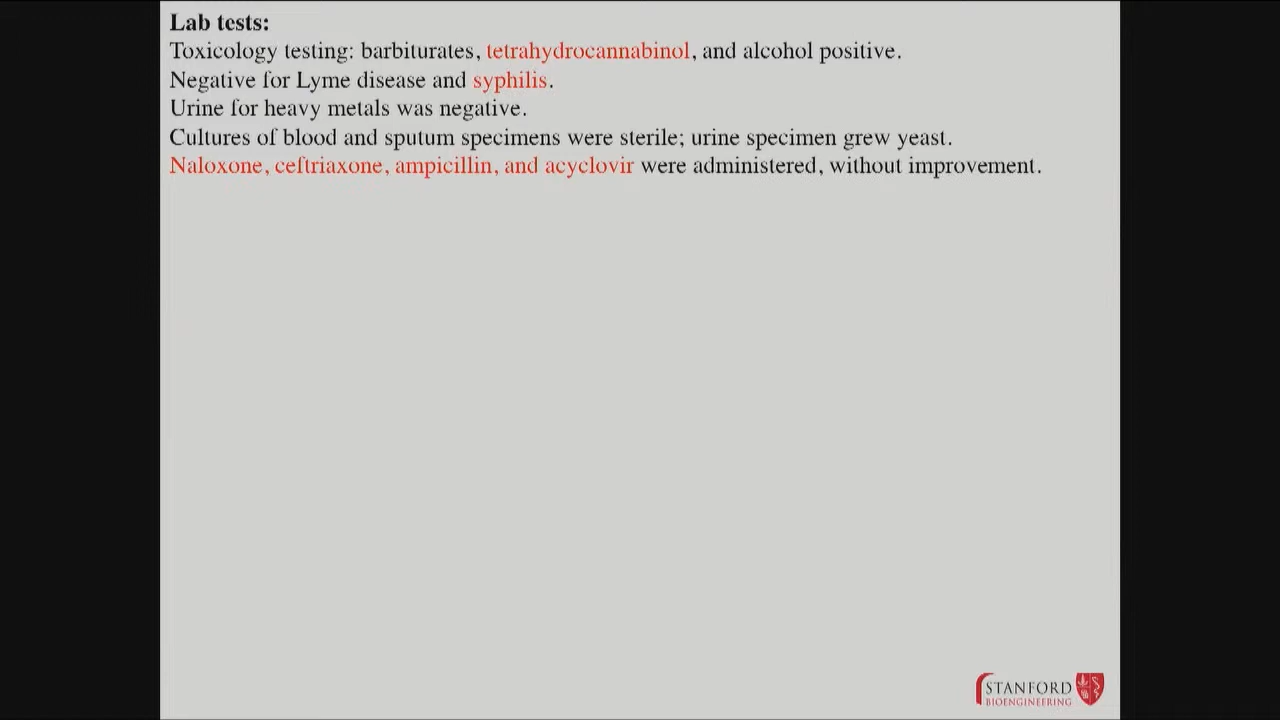 Lab tests:
Toxicology testing: barbiturates, tetrahydrocannabinol, and alcohol positive.
Negative for Lyme disease and syphilis.
Urine for heavy metals was negative.
Cultures of blood and sputum specimens were sterile; urine specimen grew yeast.
Naloxone, ceftriaxone, ampicillin, and acyclovir were administered, without improvement.
STANFORD
BIOENGINEERING